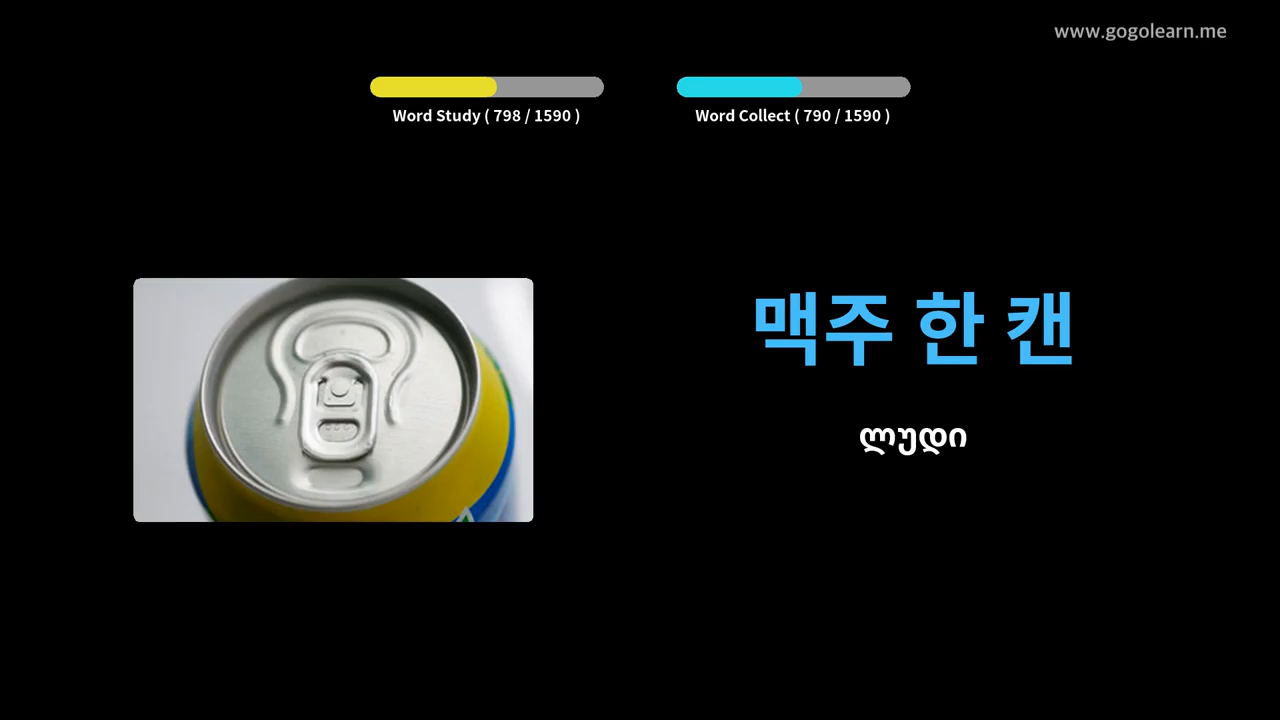 www.gogolearn.me
Word Study ( 798 / 1590 )
Word Collect ( 790 / 1590 )
맥주 한 캔
ლუდი